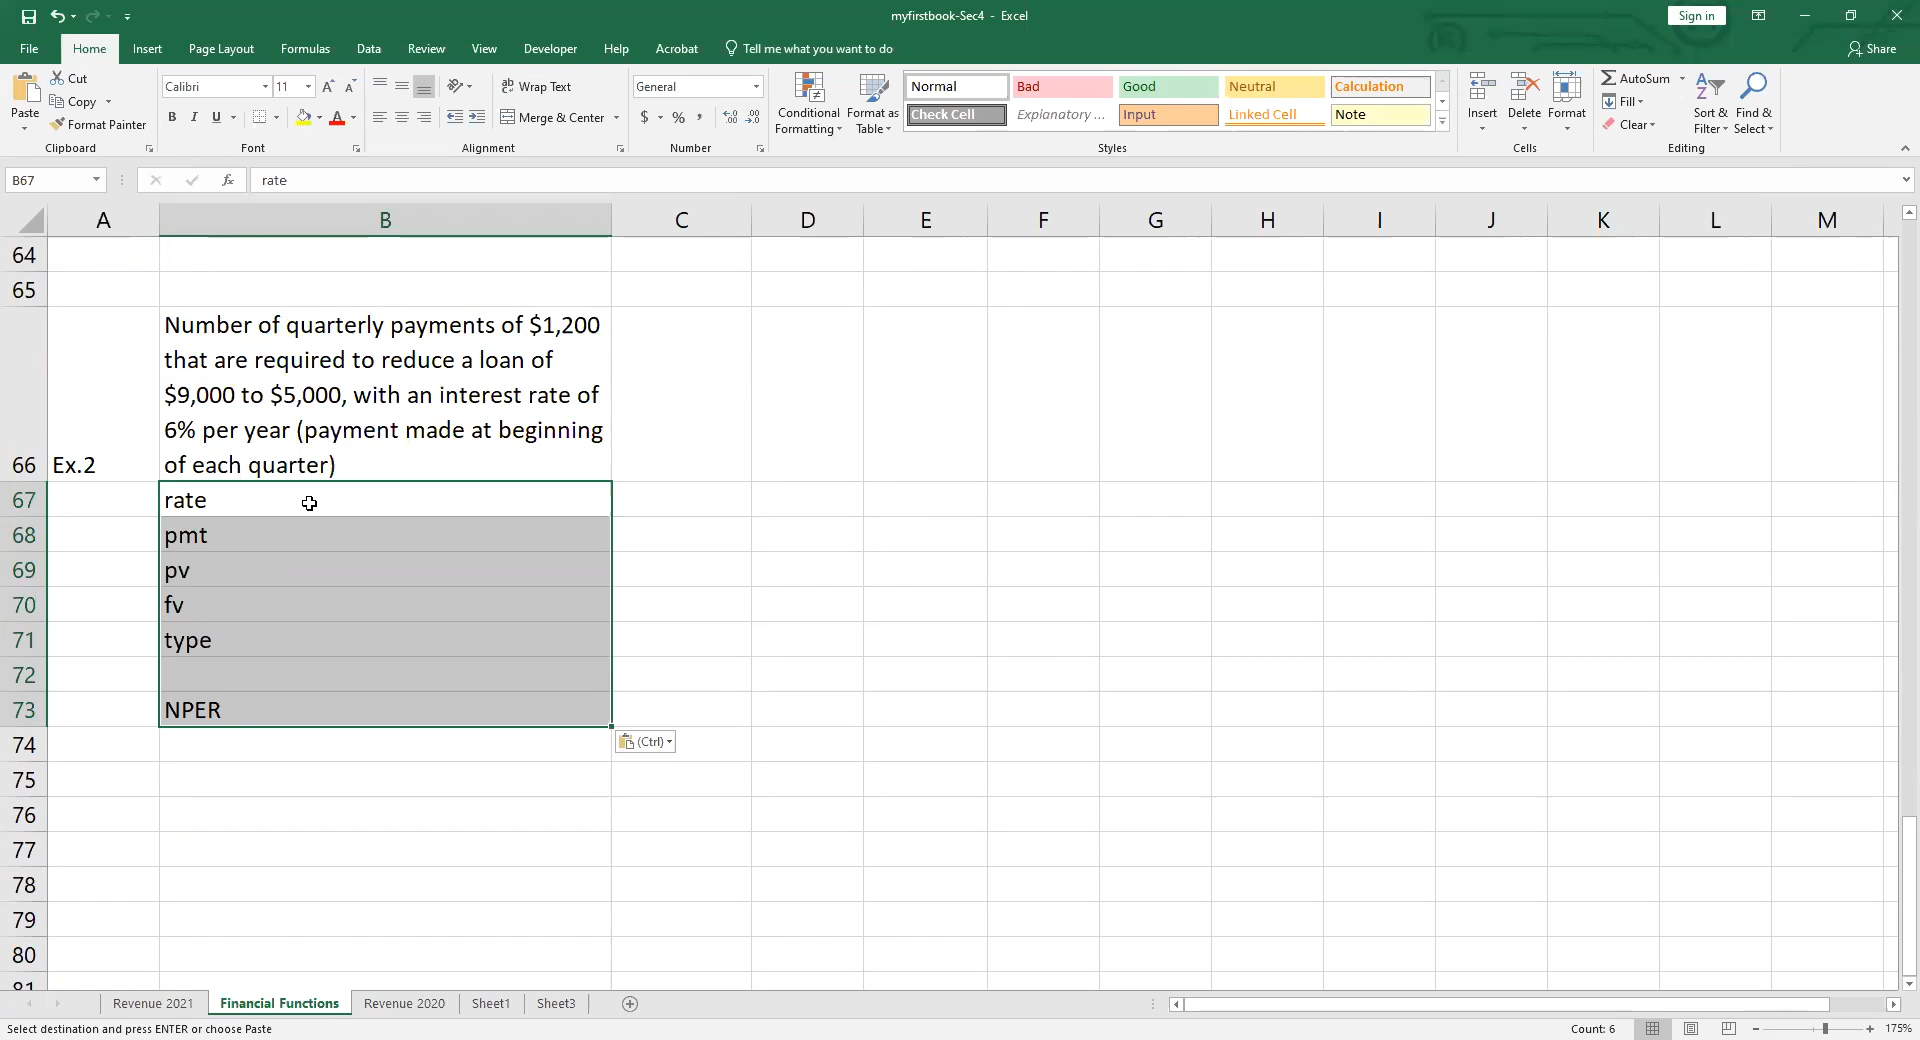 myfirstbook-Sec4 - Excel
Sign in
File Home Insert Page Layout Formulas Data Review View Developer Help Acrobat Tell me what you want to do
Share
Paste
Cut
Copy
Format Painter
Clipboard
Calibri 11
B I U
Font
Wrap Text
Merge & Center
Alignment
General
$ % ,
Number
Conditional Formatting
Format as Table
Normal Bad Good Neutral Calculation
Check Cell Explanatory ... Input Linked Cell Note
Styles
Insert Delete Format
Cells
AutoSum
Fill
Clear
Sort & Filter
Find & Select
Editing
B67
fx
rate
A B C D E F G H I J K L M
64
65
66 Ex.2
Number of quarterly payments of $1,200
that are required to reduce a loan of
$9,000 to $5,000, with an interest rate of
6% per year (payment made at beginning
of each quarter)
67 rate
68 pmt
69 pv
70 fv
71 type
72
73 NPER
(Ctrl)
74
75
76
77
78
79
80
81
Revenue 2021 Financial Functions Revenue 2020 Sheet1 Sheet3
Select destination and press ENTER or choose Paste
Count: 6
175%